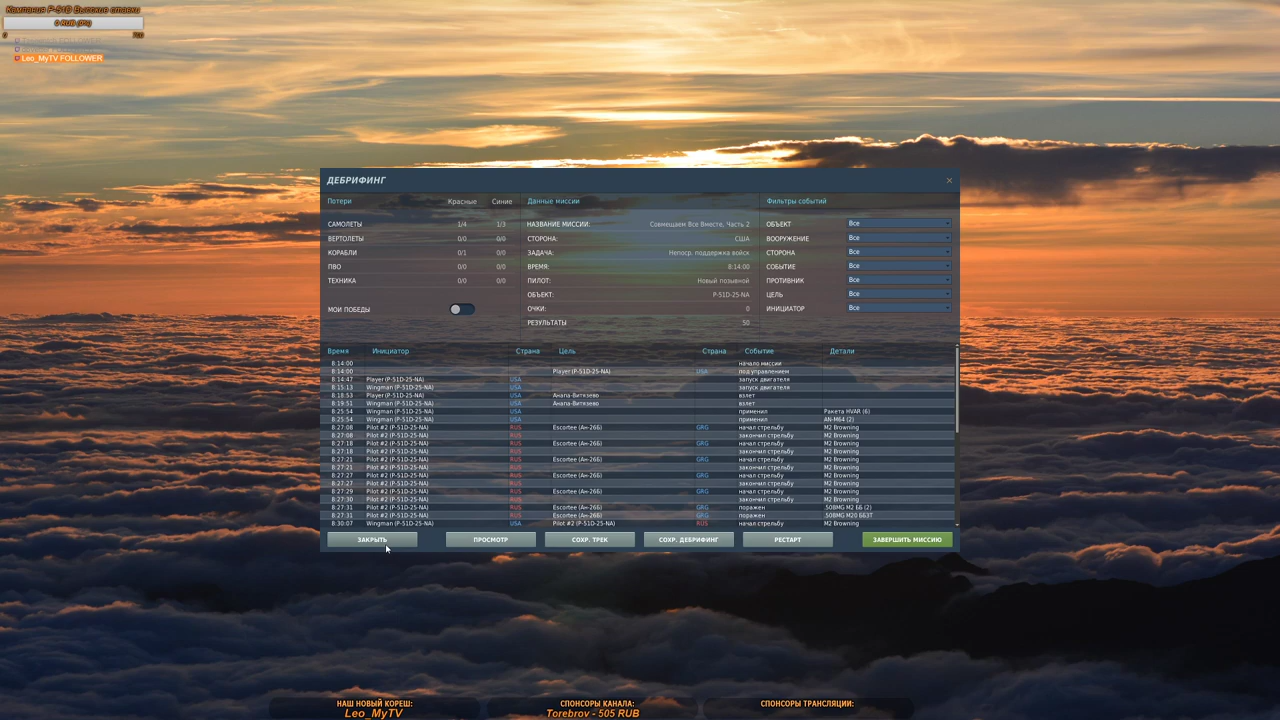 Кампания P-51D Высокие ставки
0 RUB (0%)
0 700
Leo_MyTV FOLLOWER
ДЕБРИФИНГ
Потери Красные Синие
САМОЛЕТЫ 1/4 1/3
ВЕРТОЛЕТЫ 0/0 0/0
КОРАБЛИ 0/1 0/0
ПВО 0/0 0/0
ТЕХНИКА 0/0 0/0
МОИ ПОБЕДЫ
Данные миссии
НАЗВАНИЕ МИССИИ: Совмещаем Все Вместе, Часть 2
СТОРОНА: США
ЗАДАЧА: Непоср. поддержка войск
ВРЕМЯ: 8:14:00
ПИЛОТ: Новый позывной
ОБЪЕКТ: P-51D-25-NA
ОЧКИ: 0
РЕЗУЛЬТАТЫ 50
Фильтры событий
ОБЪЕКТ Все
ВООРУЖЕНИЕ Все
СТОРОНА Все
СОБЫТИЕ Все
ПРОТИВНИК Все
ЦЕЛЬ Все
ИНИЦИАТОР Все
Время Инициатор Страна Цель Страна Событие Детали
8:14:00 начало миссии
8:14:00 Player (P-51D-25-NA) USA под управлением
8:14:47 Player (P-51D-25-NA) USA запуск двигателя
8:15:13 Wingman (P-51D-25-NA) USA запуск двигателя
8:18:53 Player (P-51D-25-NA) USA Анапа-Витязево взлет
8:19:51 Wingman (P-51D-25-NA) USA Анапа-Витязево взлет
8:25:54 Wingman (P-51D-25-NA) USA применил Ракета HVAR (6)
8:25:54 Wingman (P-51D-25-NA) USA применил AN-M64 (2)
8:27:08 Pilot #2 (P-51D-25-NA) RUS Escortee (Ан-26Б) GRG начал стрельбу M2 Browning
8:27:08 Pilot #2 (P-51D-25-NA) RUS закончил стрельбу M2 Browning
8:27:18 Pilot #2 (P-51D-25-NA) RUS Escortee (Ан-26Б) GRG начал стрельбу M2 Browning
8:27:18 Pilot #2 (P-51D-25-NA) RUS закончил стрельбу M2 Browning
8:27:21 Pilot #2 (P-51D-25-NA) RUS Escortee (Ан-26Б) GRG начал стрельбу M2 Browning
8:27:21 Pilot #2 (P-51D-25-NA) RUS закончил стрельбу M2 Browning
8:27:27 Pilot #2 (P-51D-25-NA) RUS Escortee (Ан-26Б) GRG начал стрельбу M2 Browning
8:27:27 Pilot #2 (P-51D-25-NA) RUS закончил стрельбу M2 Browning
8:27:29 Pilot #2 (P-51D-25-NA) RUS Escortee (Ан-26Б) GRG начал стрельбу M2 Browning
8:27:30 Pilot #2 (P-51D-25-NA) RUS закончил стрельбу M2 Browning
8:27:31 Pilot #2 (P-51D-25-NA) RUS Escortee (Ан-26Б) GRG поражен .50BMG M2 ББ (2)
8:27:31 Pilot #2 (P-51D-25-NA) RUS Escortee (Ан-26Б) GRG поражен .50BMG M20 ББЗТ
8:30:07 Wingman (P-51D-25-NA) USA Pilot #2 (P-51D-25-NA) RUS начал стрельбу M2 Browning
ЗАКРЫТЬ ПРОСМОТР СОХР. ТРЕК СОХР. ДЕБРИФИНГ РЕСТАРТ ЗАВЕРШИТЬ МИССИЮ
НАШ НОВЫЙ КОРЕШ:
Leo_MyTV
СПОНСОРЫ КАНАЛА:
Torebrov - 505 RUB
СПОНСОРЫ ТРАНСЛЯЦИИ: